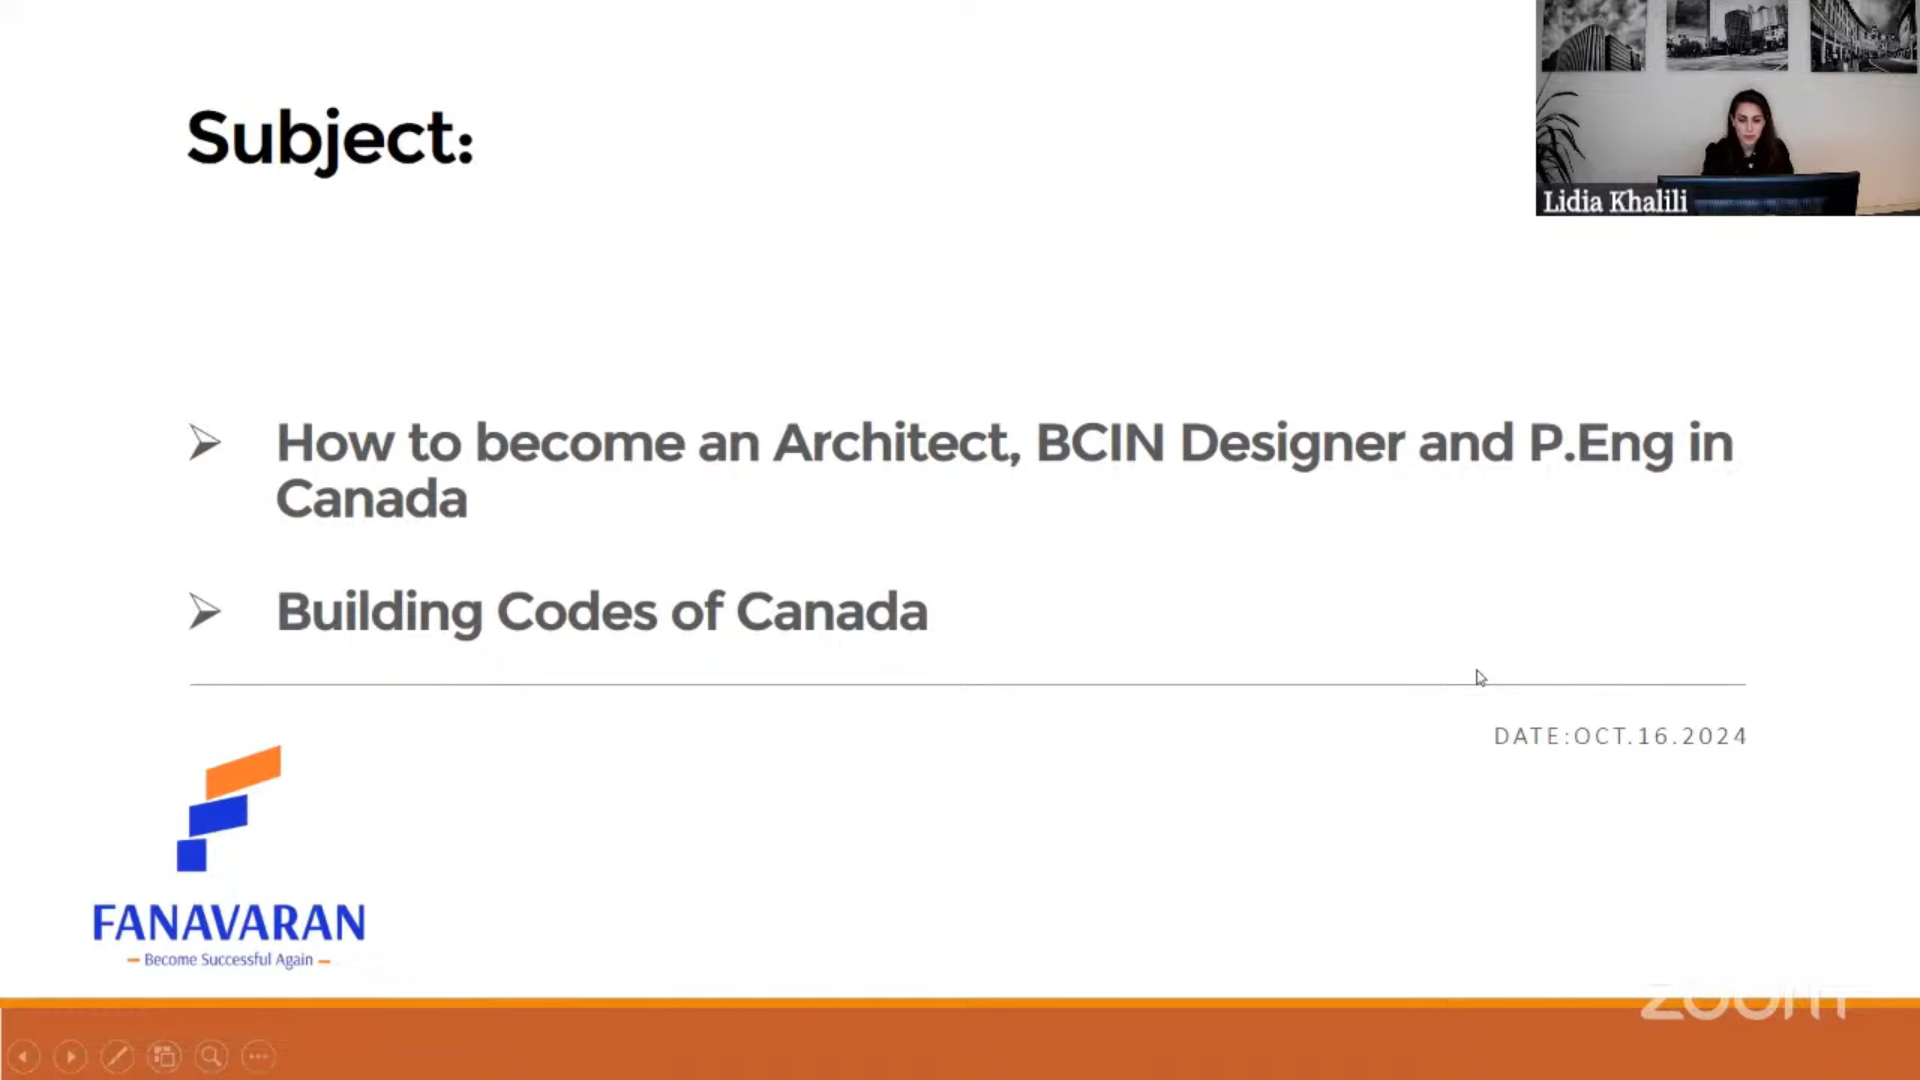 Subject:
Lidia Khalili
➢ How to become an Architect, BCIN Designer and P.Eng in
Canada
➢ Building Codes of Canada
DATE:OCT.16.2024
FANAVARAN
Become Successful Again
zoom